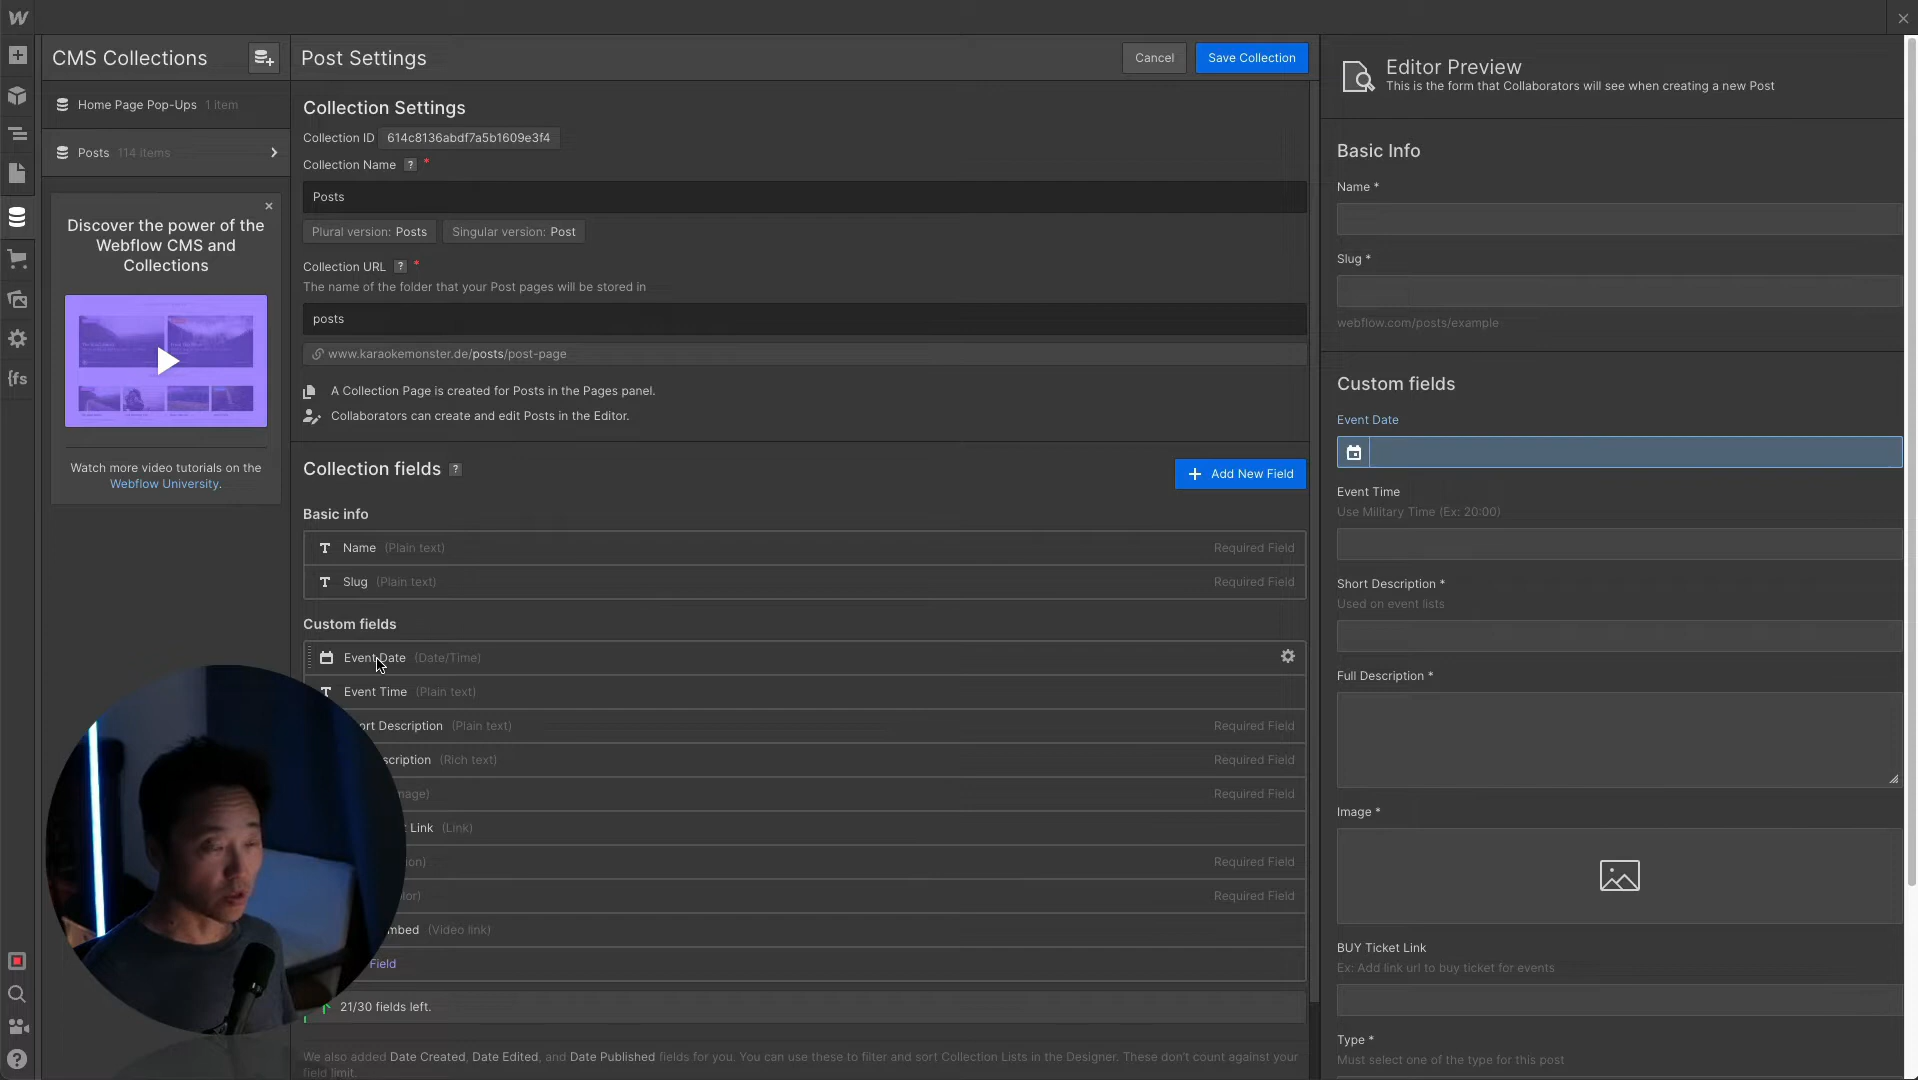 CMS Collections
Home Page Pop-Ups 1 item
Posts 114 items
Discover the power of the
Webflow CMS and
Collections
Watch more video tutorials on the
Webflow University.
{fs
Post Settings
Cancel
Save Collection
Collection Settings
Collection ID 614c8136abdf7a5b1609e3f4
Collection Name ? *
Posts
Plural version: Posts
Singular version: Post
Collection URL ? *
The name of the folder that your Post pages will be stored in
posts
www.karaokemonster.de/posts/post-page
A Collection Page is created for Posts in the Pages panel.
Collaborators can create and edit Posts in the Editor.
Collection fields ?
+ Add New Field
Basic info
Name (Plain text) Required Field
Slug (Plain text) Required Field
Custom fields
Event Date (Date/Time)
Event Time (Plain text)
ort Description (Plain text) Required Field
scription (Rich text) Required Field
mage) Required Field
t Link (Link)
on) Required Field
lor) Required Field
mbed (Video link)
Field
21/30 fields left.
We also added Date Created, Date Edited, and Date Published fields for you. You can use these to filter and sort Collection Lists in the Designer. These don't count against your
field limit.
Editor Preview
This is the form that Collaborators will see when creating a new Post
Basic Info
Name *
Slug *
webflow.com/posts/example
Custom fields
Event Date
Event Time
Use Military Time (Ex: 20:00)
Short Description *
Used on event lists
Full Description *
Image *
BUY Ticket Link
Ex: Add link url to buy ticket for events
Type *
Must select one of the type for this post